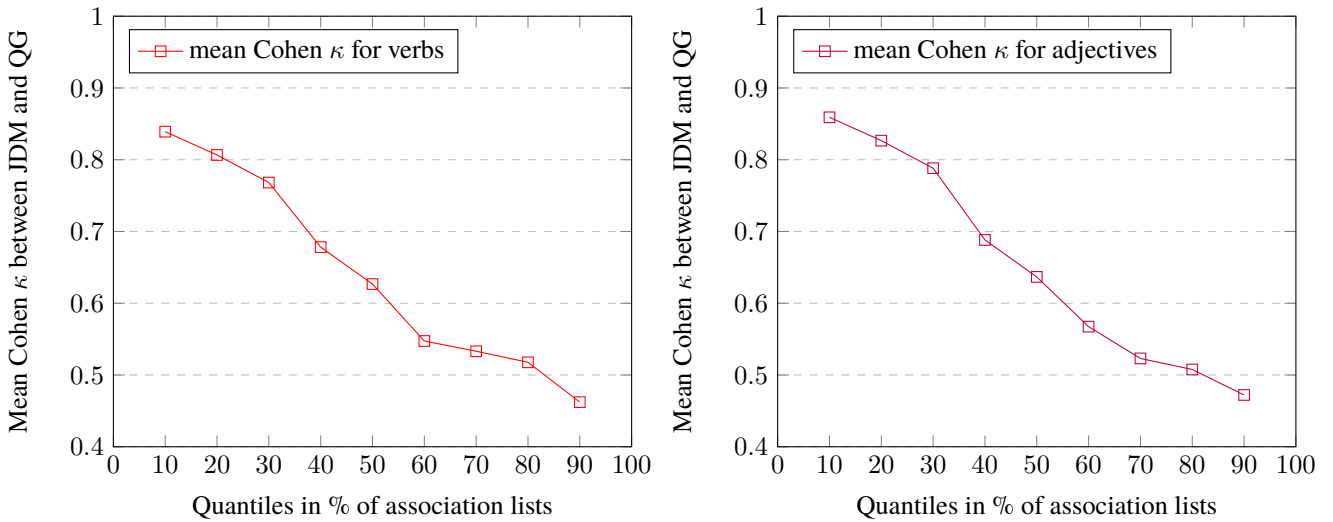 Mean Cohen κ between JDM and QG
1
0.9
0.8
0.7
0.6
0.5
0.4
mean Cohen κ for verbs
0 10 20 30 40 50 60 70 80 90 100
Quantiles in % of association lists
Mean Cohen κ between JDM and QG
1
0.9
0.8
0.7
0.6
0.5
0.4
mean Cohen κ for adjectives
0 10 20 30 40 50 60 70 80 90 100
Quantiles in % of association lists